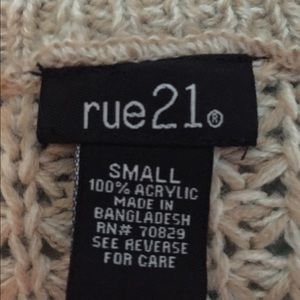 rue21®
SMALL
100% ACRYLIC
MADE IN
BANGLADESH
RN# 70829
SEE REVERSE
FOR CARE